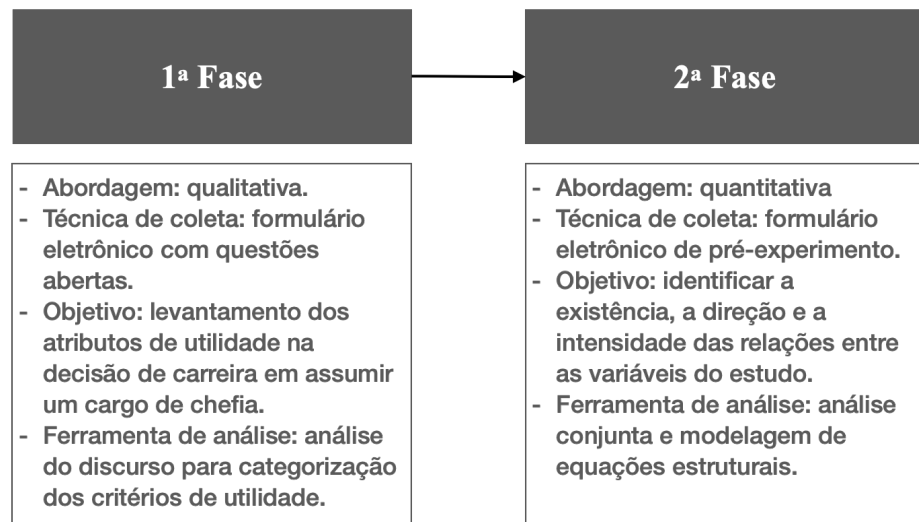 1ª Fase
2ª Fase
- Abordagem: qualitativa.
- Técnica de coleta: formulário
eletrônico com questões
abertas.
- Objetivo: levantamento dos
atributos de utilidade na
decisão de carreira em assumir
um cargo de chefia.
- Ferramenta de análise: análise
do discurso para categorização
dos critérios de utilidade.
- Abordagem: quantitativa
- Técnica de coleta: formulário
eletrônico de pré-experimento.
- Objetivo: identificar a
existência, a direção e a
intensidade das relações entre
as variáveis do estudo.
- Ferramenta de análise: análise
conjunta e modelagem de
equações estruturais.